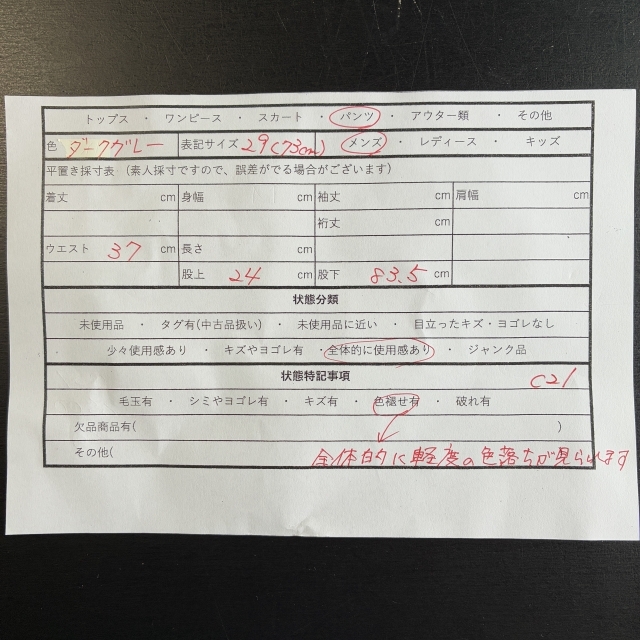 トップス ・ ワンピース ・ スカート ・ パンツ ・ アウター類 ・ その他
色 ダークグレー 表記サイズ 29(73cm) メンズ ・ レディース ・ キッズ
平置き採寸表 (素人採寸ですので、誤差がでる場合がございます)
着丈 cm 身幅 cm 袖丈 cm 肩幅 cm
裄丈 cm
ウエスト 37 cm 長さ cm
股上 24 cm 股下 83.5 cm
状態分類
未使用品 ・ タグ有(中古品扱い) ・ 未使用品に近い ・ 目立ったキズ・ヨゴレなし
少々使用感あり ・ キズやヨゴレ有 ・ 全体的に使用感あり ・ ジャンク品
状態特記事項 C21
毛玉有 ・ シミやヨゴレ有 ・ キズ有 ・ 色褪せ有 ・ 破れ有
欠品商品有( )
その他( 全体的に軽度の色落ちが見られます